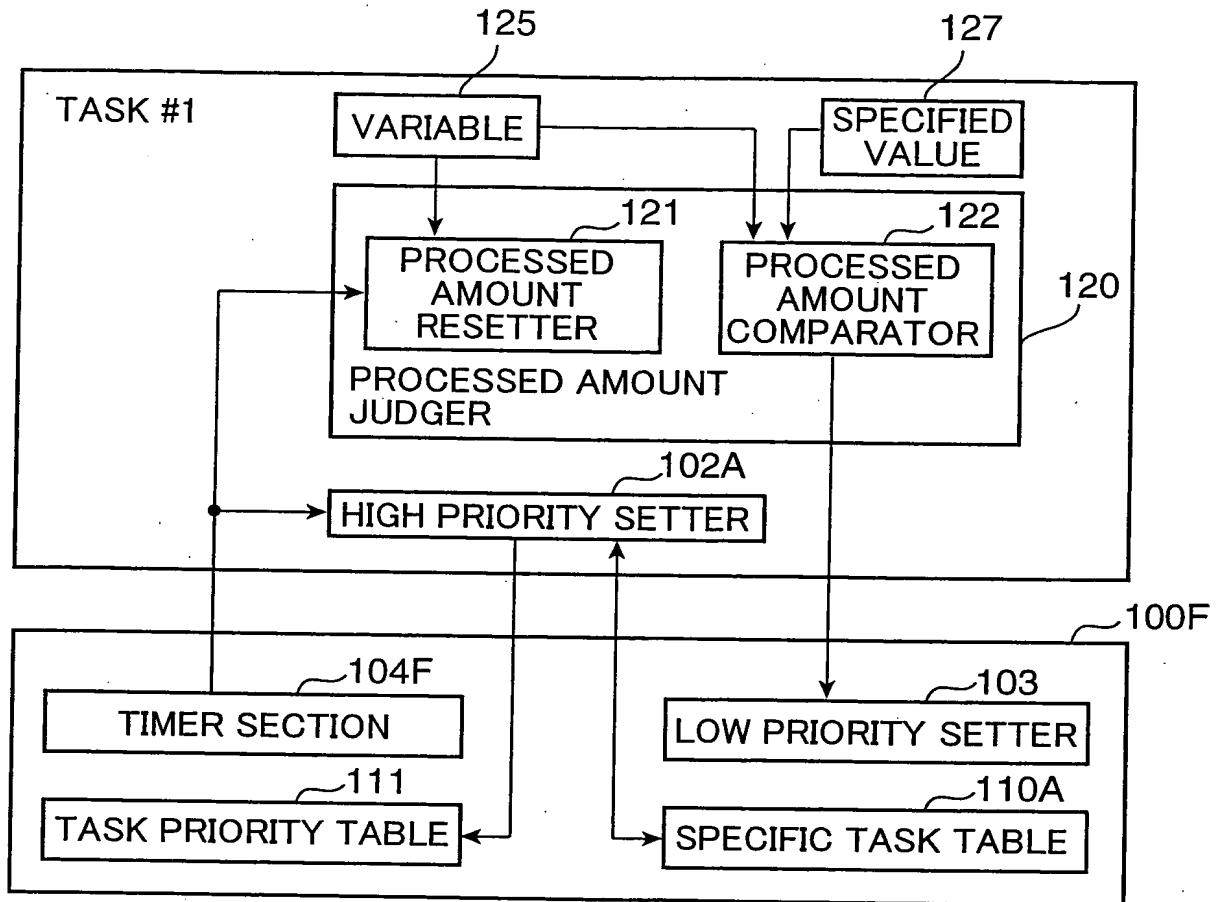 125
127
TASK #1
VARIABLE
SPECIFIED
VALUE
121
122
PROCESSED
AMOUNT
RESETTER
PROCESSED
AMOUNT
COMPARATOR
120
PROCESSED AMOUNT
JUDGER
102A
HIGH PRIORITY SETTER
100F
104F
TIMER SECTION
103
LOW PRIORITY SETTER
111
TASK PRIORITY TABLE
110A
SPECIFIC TASK TABLE